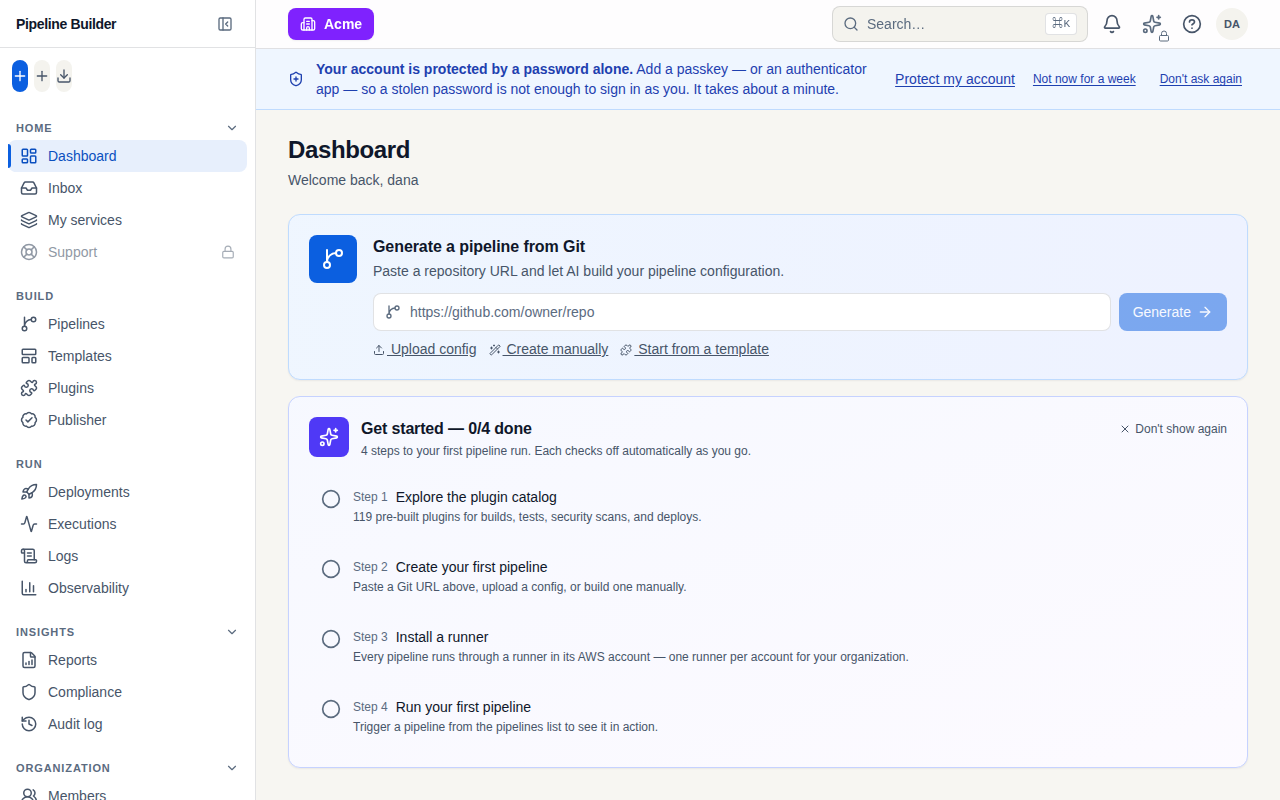 Pipeline Builder
HOME
Dashboard
Inbox
My services
Support
BUILD
Pipelines
Templates
Plugins
Publisher
RUN
Deployments
Executions
Logs
Observability
INSIGHTS
Reports
Compliance
Audit log
ORGANIZATION
Members
Acme
Search…
⌘K
DA
Your account is protected by a password alone. Add a passkey — or an authenticator
app — so a stolen password is not enough to sign in as you. It takes about a minute.
Protect my account
Not now for a week
Don't ask again
Dashboard
Welcome back, dana
Generate a pipeline from Git
Paste a repository URL and let AI build your pipeline configuration.
https://github.com/owner/repo
Generate
Upload config
Create manually
Start from a template
Get started — 0/4 done
4 steps to your first pipeline run. Each checks off automatically as you go.
Don't show again
Step 1 Explore the plugin catalog
119 pre-built plugins for builds, tests, security scans, and deploys.
Step 2 Create your first pipeline
Paste a Git URL above, upload a config, or build one manually.
Step 3 Install a runner
Every pipeline runs through a runner in its AWS account — one runner per account for your organization.
Step 4 Run your first pipeline
Trigger a pipeline from the pipelines list to see it in action.